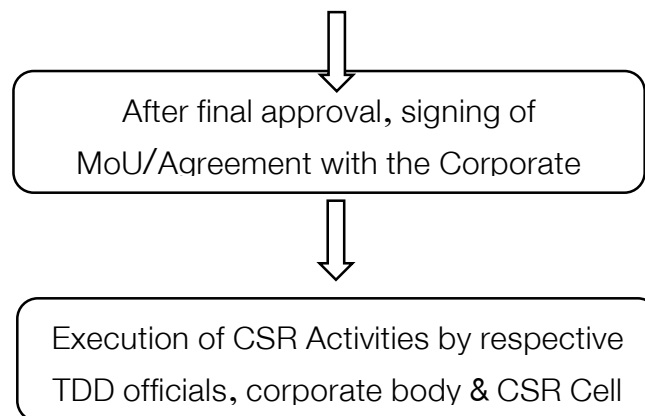 After final approval, signing of
MoU/Agreement with the Corporate
Execution of CSR Activities by respective
TDD officials, corporate body & CSR Cell